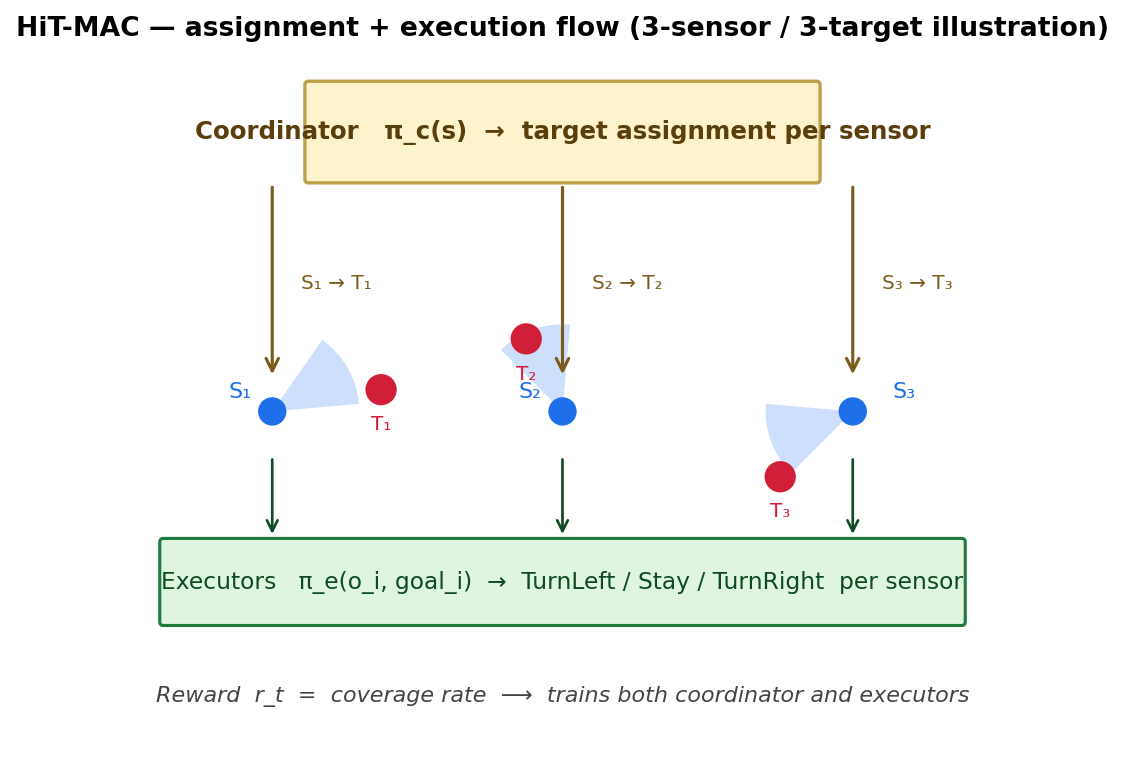 HiT-MAC — assignment + execution flow (3-sensor / 3-target illustration)
Coordinator   π_c(s)  →  target assignment per sensor
S₁ → T₁
S₂ → T₂
S₃ → T₃
S₁
T₁
T₂
S₂
S₃
T₃
Executors   π_e(o_i, goal_i)  →  TurnLeft / Stay / TurnRight  per sensor
Reward  r_t  =  coverage rate  ⟶  trains both coordinator and executors